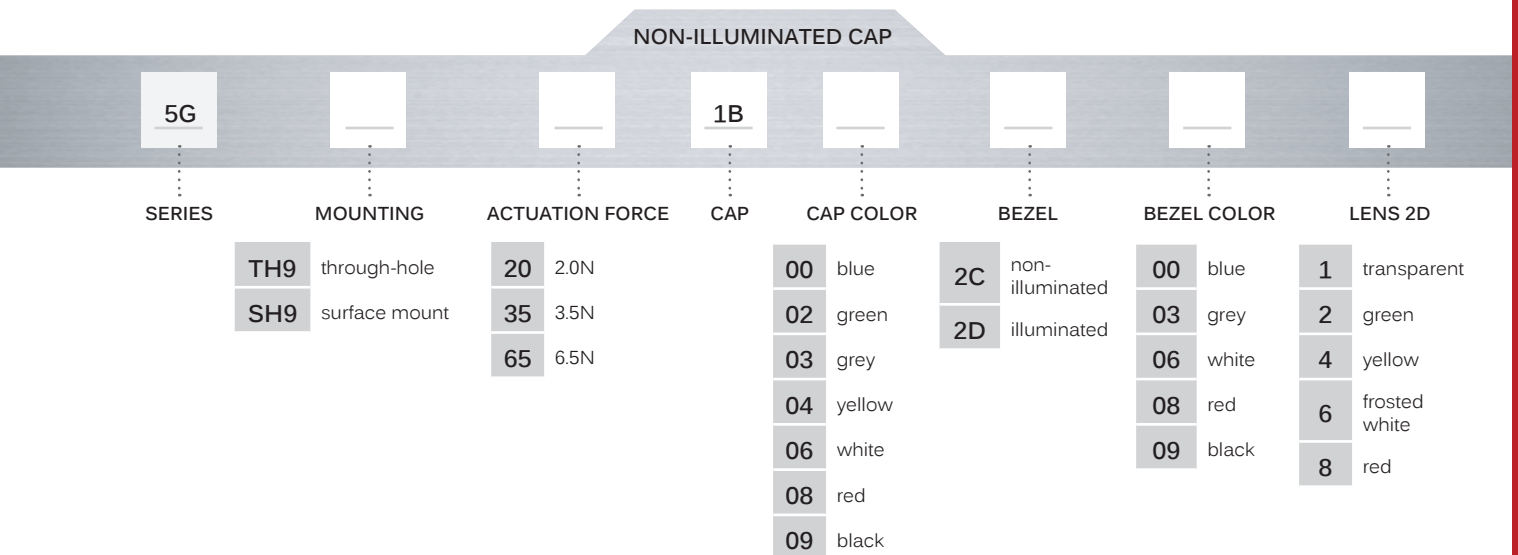 NON-ILLUMINATED CAP
5G
1B
SERIES
MOUNTING
TH9 through-hole
SH9 surface mount
ACTUATION FORCE
20 2.0N
35 3.5N
65 6.5N
CAP
CAP COLOR
00 blue
02 green
03 grey
04 yellow
06 white
08 red
09 black
BEZEL
2C non-
illuminated
2D illuminated
BEZEL COLOR
00 blue
03 grey
06 white
08 red
09 black
LENS 2D
1 transparent
2 green
4 yellow
6 frosted
white
8 red